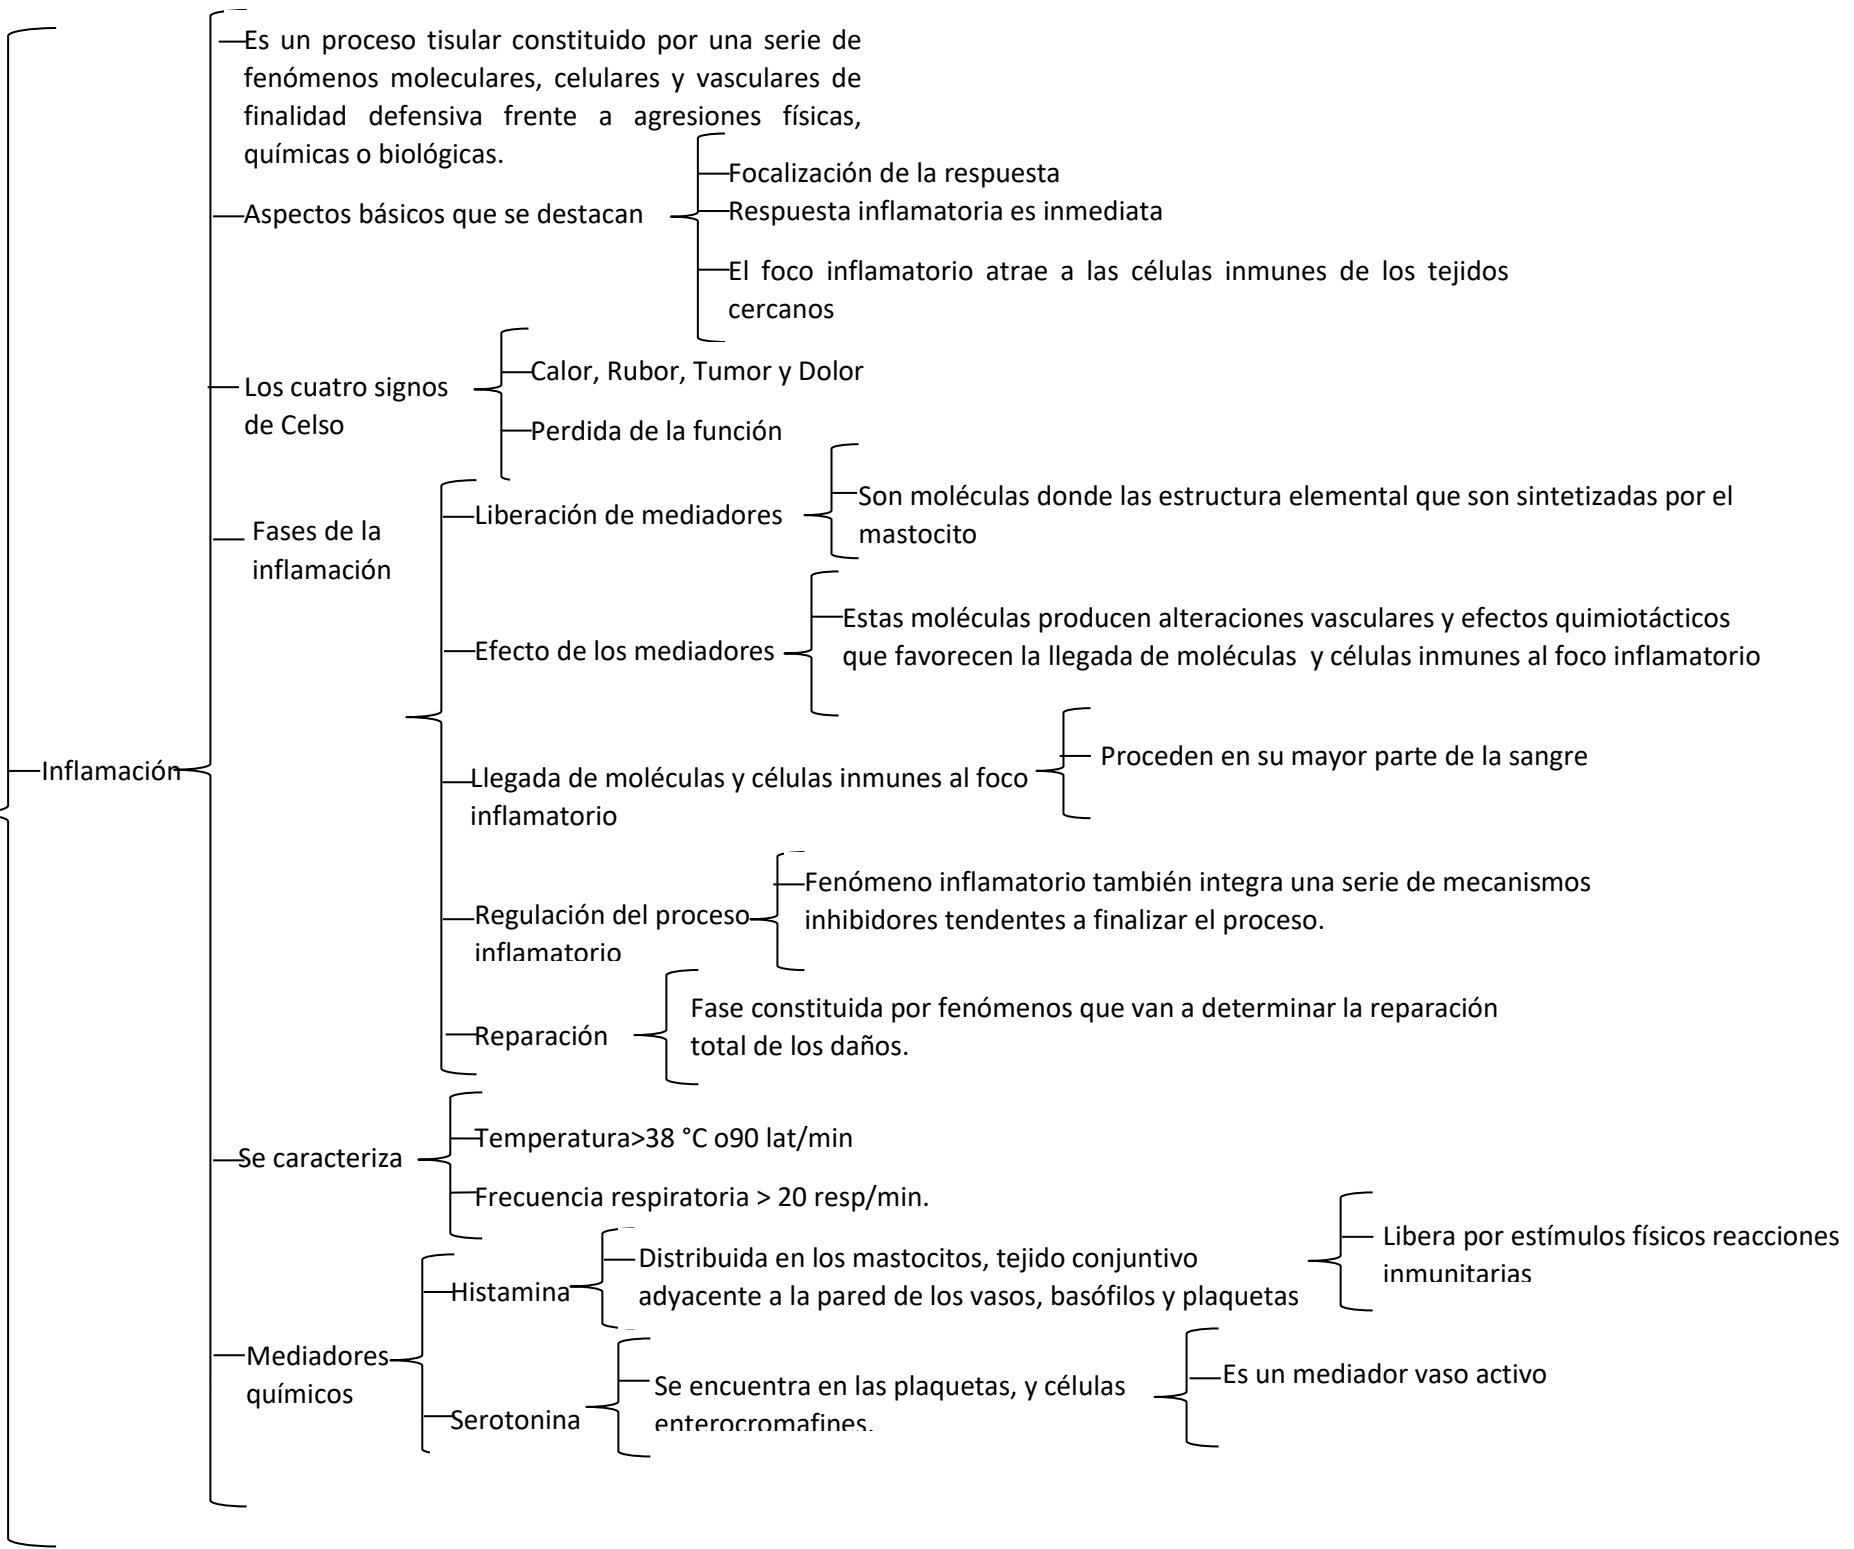 Es un proceso tisular constituido por una serie de
fenómenos moleculares, celulares y vasculares de
finalidad defensiva frente a agresiones físicas,
químicas o biológicas.
Aspectos básicos que se destacan
Focalización de la respuesta
Respuesta inflamatoria es inmediata
El foco inflamatorio atrae a las células inmunes de los tejidos
cercanos
Los cuatro signos
de Celso
Calor, Rubor, Tumor y Dolor
Perdida de la función
Fases de la
inflamación
Liberación de mediadores
Son moléculas donde las estructura elemental que son sintetizadas por el
mastocito
Efecto de los mediadores
Estas moléculas producen alteraciones vasculares y efectos quimiotácticos
que favorecen la llegada de moléculas y células inmunes al foco inflamatorio
Inflamación
Llegada de moléculas y células inmunes al foco
inflamatorio
Proceden en su mayor parte de la sangre
Regulación del proceso
inflamatorio
Fenómeno inflamatorio también integra una serie de mecanismos
inhibidores tendentes a finalizar el proceso.
Reparación
Fase constituida por fenómenos que van a determinar la reparación
total de los daños.
Se caracteriza
Temperatura>38 °C o90 lat/min
Frecuencia respiratoria > 20 resp/min.
Mediadores
químicos
Histamina
Distribuida en los mastocitos, tejido conjuntivo
adyacente a la pared de los vasos, basófilos y plaquetas
Libera por estímulos físicos reacciones
inmunitarias
Serotonina
Se encuentra en las plaquetas, y células
enterocromafines.
Es un mediador vaso activo